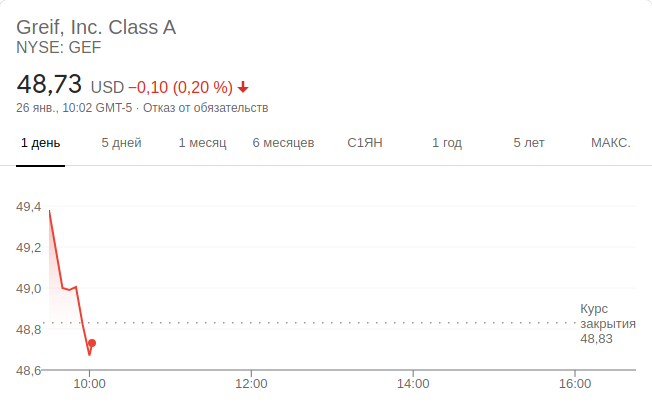 Greif, Inc. Class A
NYSE: GEF
48,73 USD −0,10 (0,20 %)
26 янв., 10:02 GMT-5 · Отказ от обязательств
1 день 5 дней 1 месяц 6 месяцев С1ЯН 1 год 5 лет МАКС.
49,4
49,2
49,0
48,8
48,6
Курс
закрытия
48,83
10:00 12:00 14:00 16:00